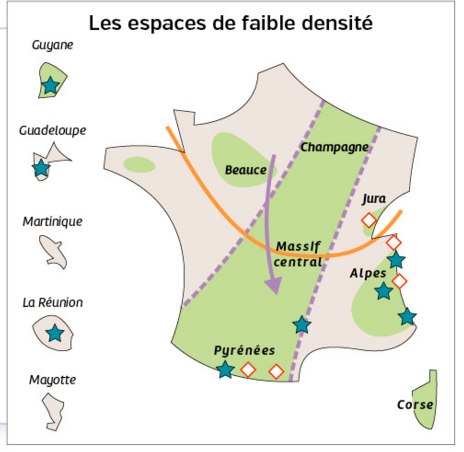 Les espaces de faible densité
Guyane
Guadeloupe
Martinique
La Réunion
Mayotte
Champagne
Beauce
Jura
Massif
central
Alpes
Pyrénées
Corse